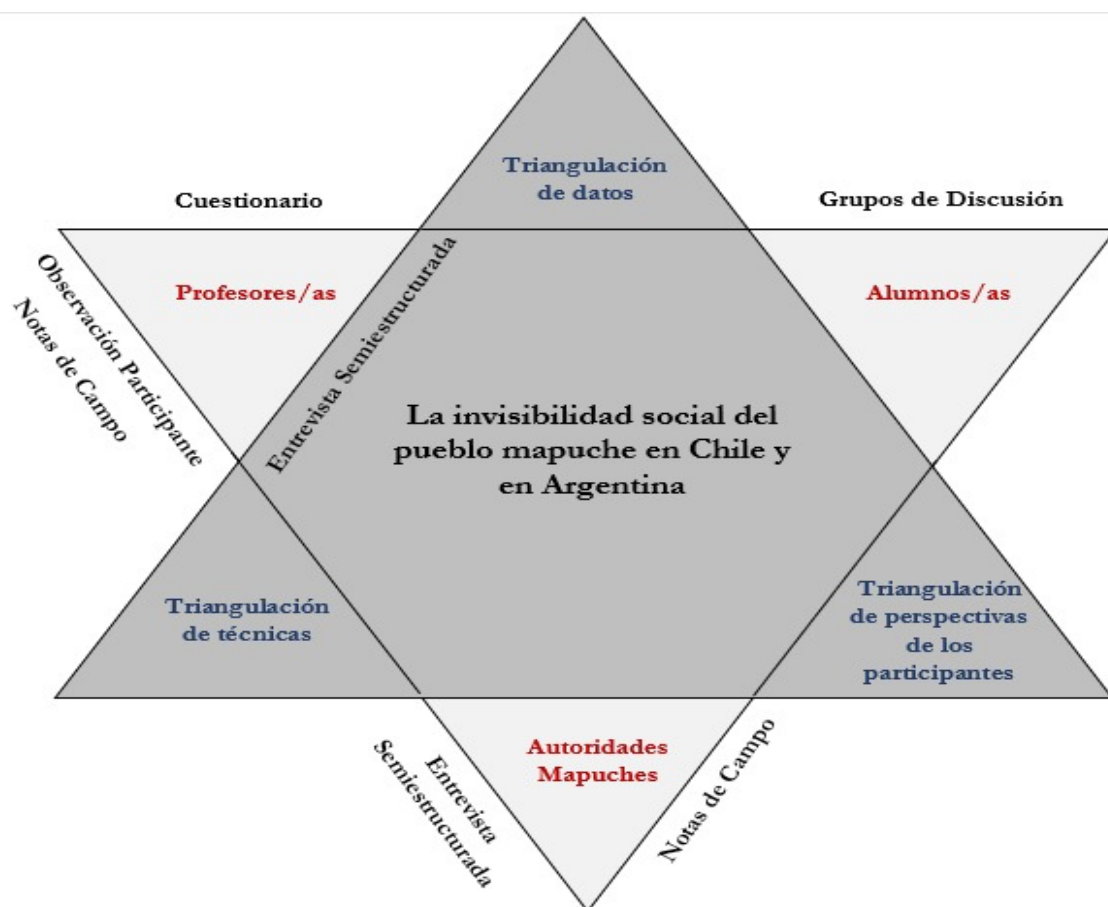 Triangulación
de datos
Cuestionario
Grupos de Discusión
Profesores/as
Alumnos/as
Observación Participante
Notas de Campo
Entrevista Semiestructurada
La invisibilidad social del
pueblo mapuche en Chile y
en Argentina
Triangulación
de técnicas
Triangulación
de perspectivas
de los
participantes
Autoridades
Mapuches
Entrevista
Semiestructurada
Notas de Campo